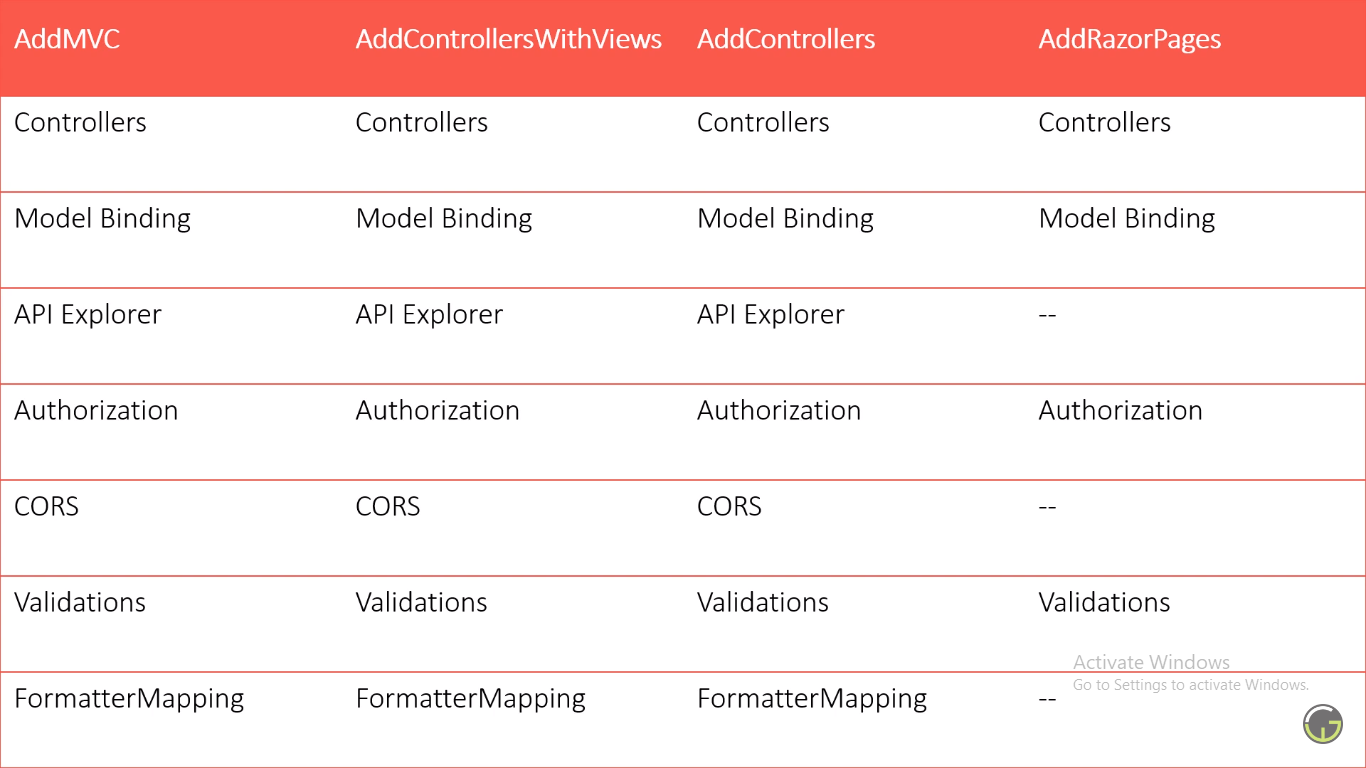 AddMVC AddControllersWithViews AddControllers AddRazorPages
Controllers Controllers Controllers Controllers
Model Binding Model Binding Model Binding Model Binding
API Explorer API Explorer API Explorer --
Authorization Authorization Authorization Authorization
CORS CORS CORS --
Validations Validations Validations Validations
Activate Windows
Go to Settings to activate Windows.
FormatterMapping FormatterMapping FormatterMapping --